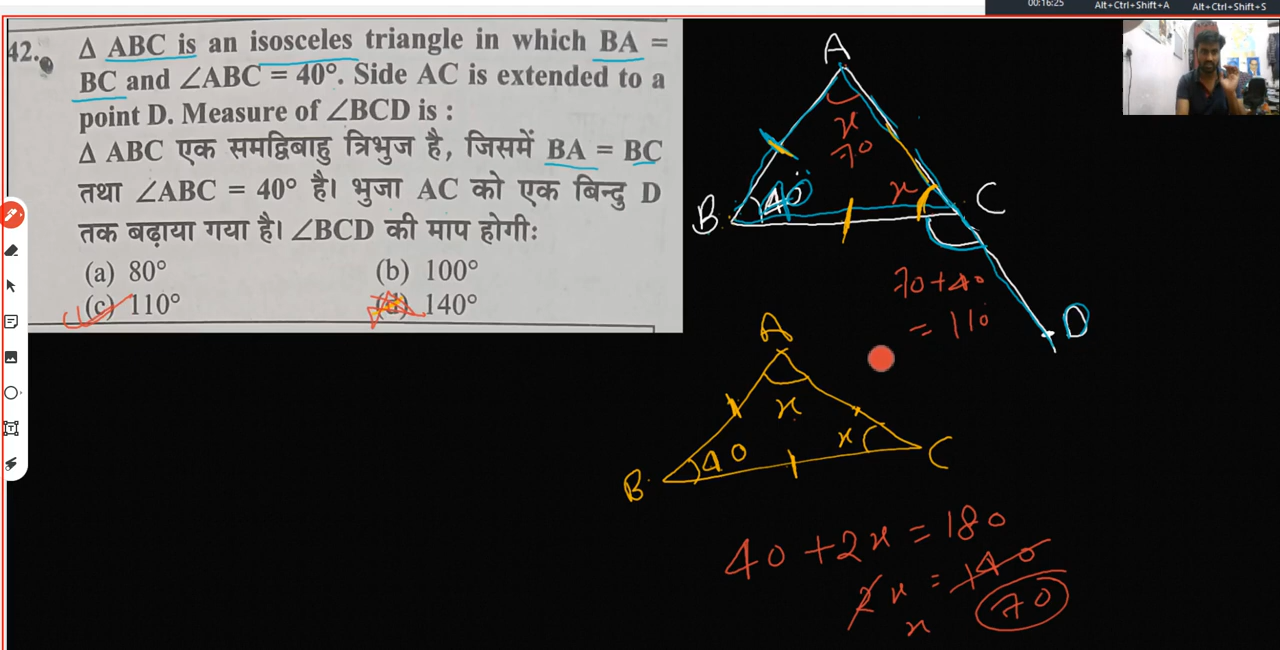 00:16:25 Alt+Ctrl+Shift+A Alt+Ctrl+Shift+S
42. Δ ABC is an isosceles triangle in which BA =
BC and ∠ABC = 40°. Side AC is extended to a
point D. Measure of ∠BCD is :
Δ ABC एक समद्विबाहु त्रिभुज है, जिसमें BA = BC
तथा ∠ABC = 40° है। भुजा AC को एक बिन्दु D
तक बढ़ाया गया है। ∠BCD की माप होगीः
(a) 80° (b) 100°
(c) 110° (d) 140°
A
x
70
B 40° x C
70+40
= 110°
D
A
x
B 40 x C
40 + 2x = 180
2x = 140
x 70